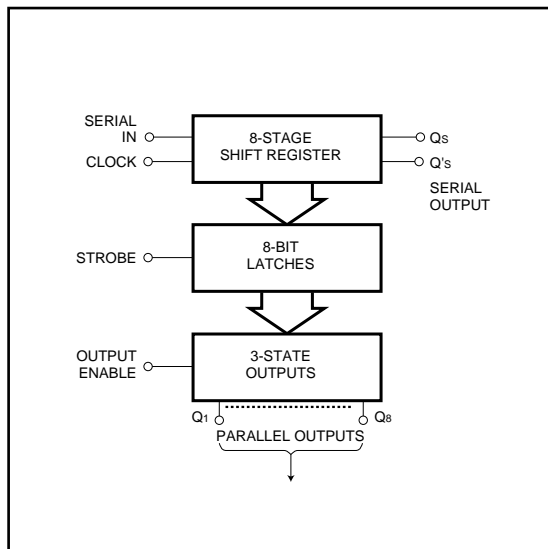 SERIAL
IN
CLOCK
8-STAGE
SHIFT REGISTER
QS
Q'S
SERIAL
OUTPUT
STROBE
8-BIT
LATCHES
OUTPUT
ENABLE
3-STATE
OUTPUTS
Q1
Q8
PARALLEL OUTPUTS